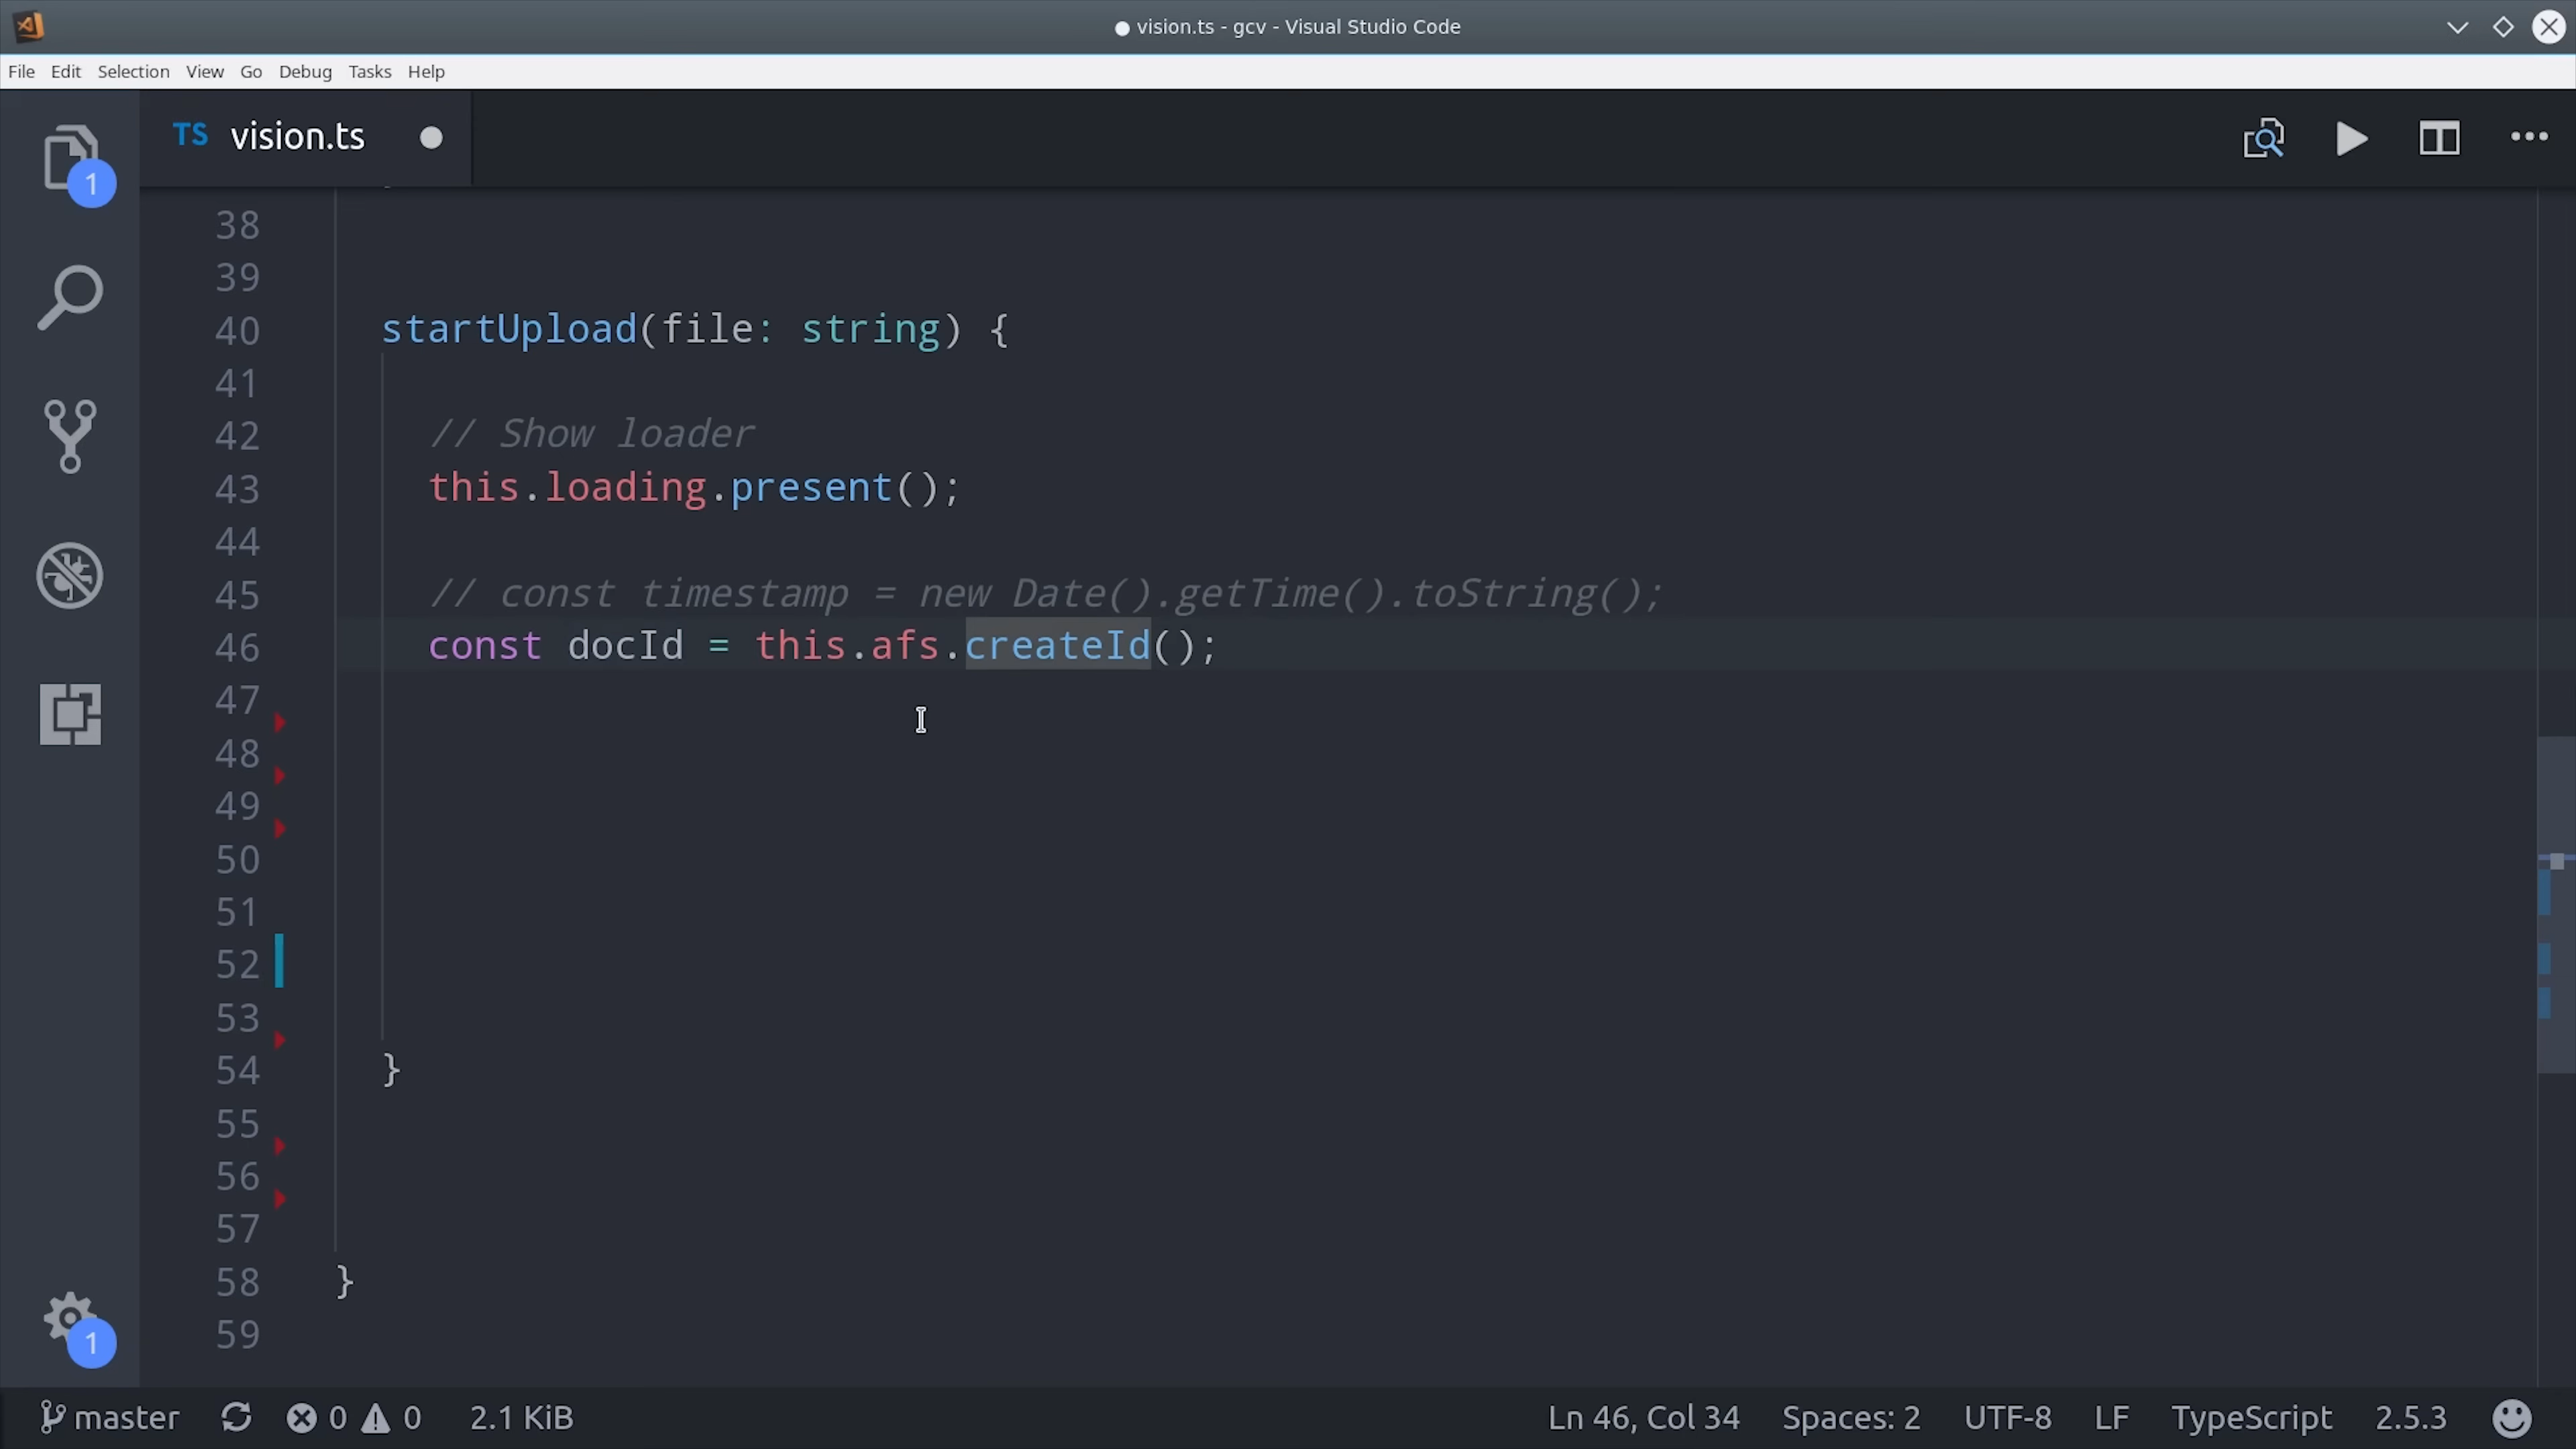 vision.ts - gcv - Visual Studio Code
File Edit Selection View Go Debug Tasks Help
1
TS vision.ts
38
39
40 startUpload(file: string) {
41
42 // Show loader
43 this.loading.present();
44
45 // const timestamp = new Date().getTime().toString();
46 const docId = this.afs.createId();
47
48
49
50
51
52
53
54 }
55
56
57
58 }
59
1
master 0 0 2.1 KiB Ln 46, Col 34 Spaces: 2 UTF-8 LF TypeScript 2.5.3